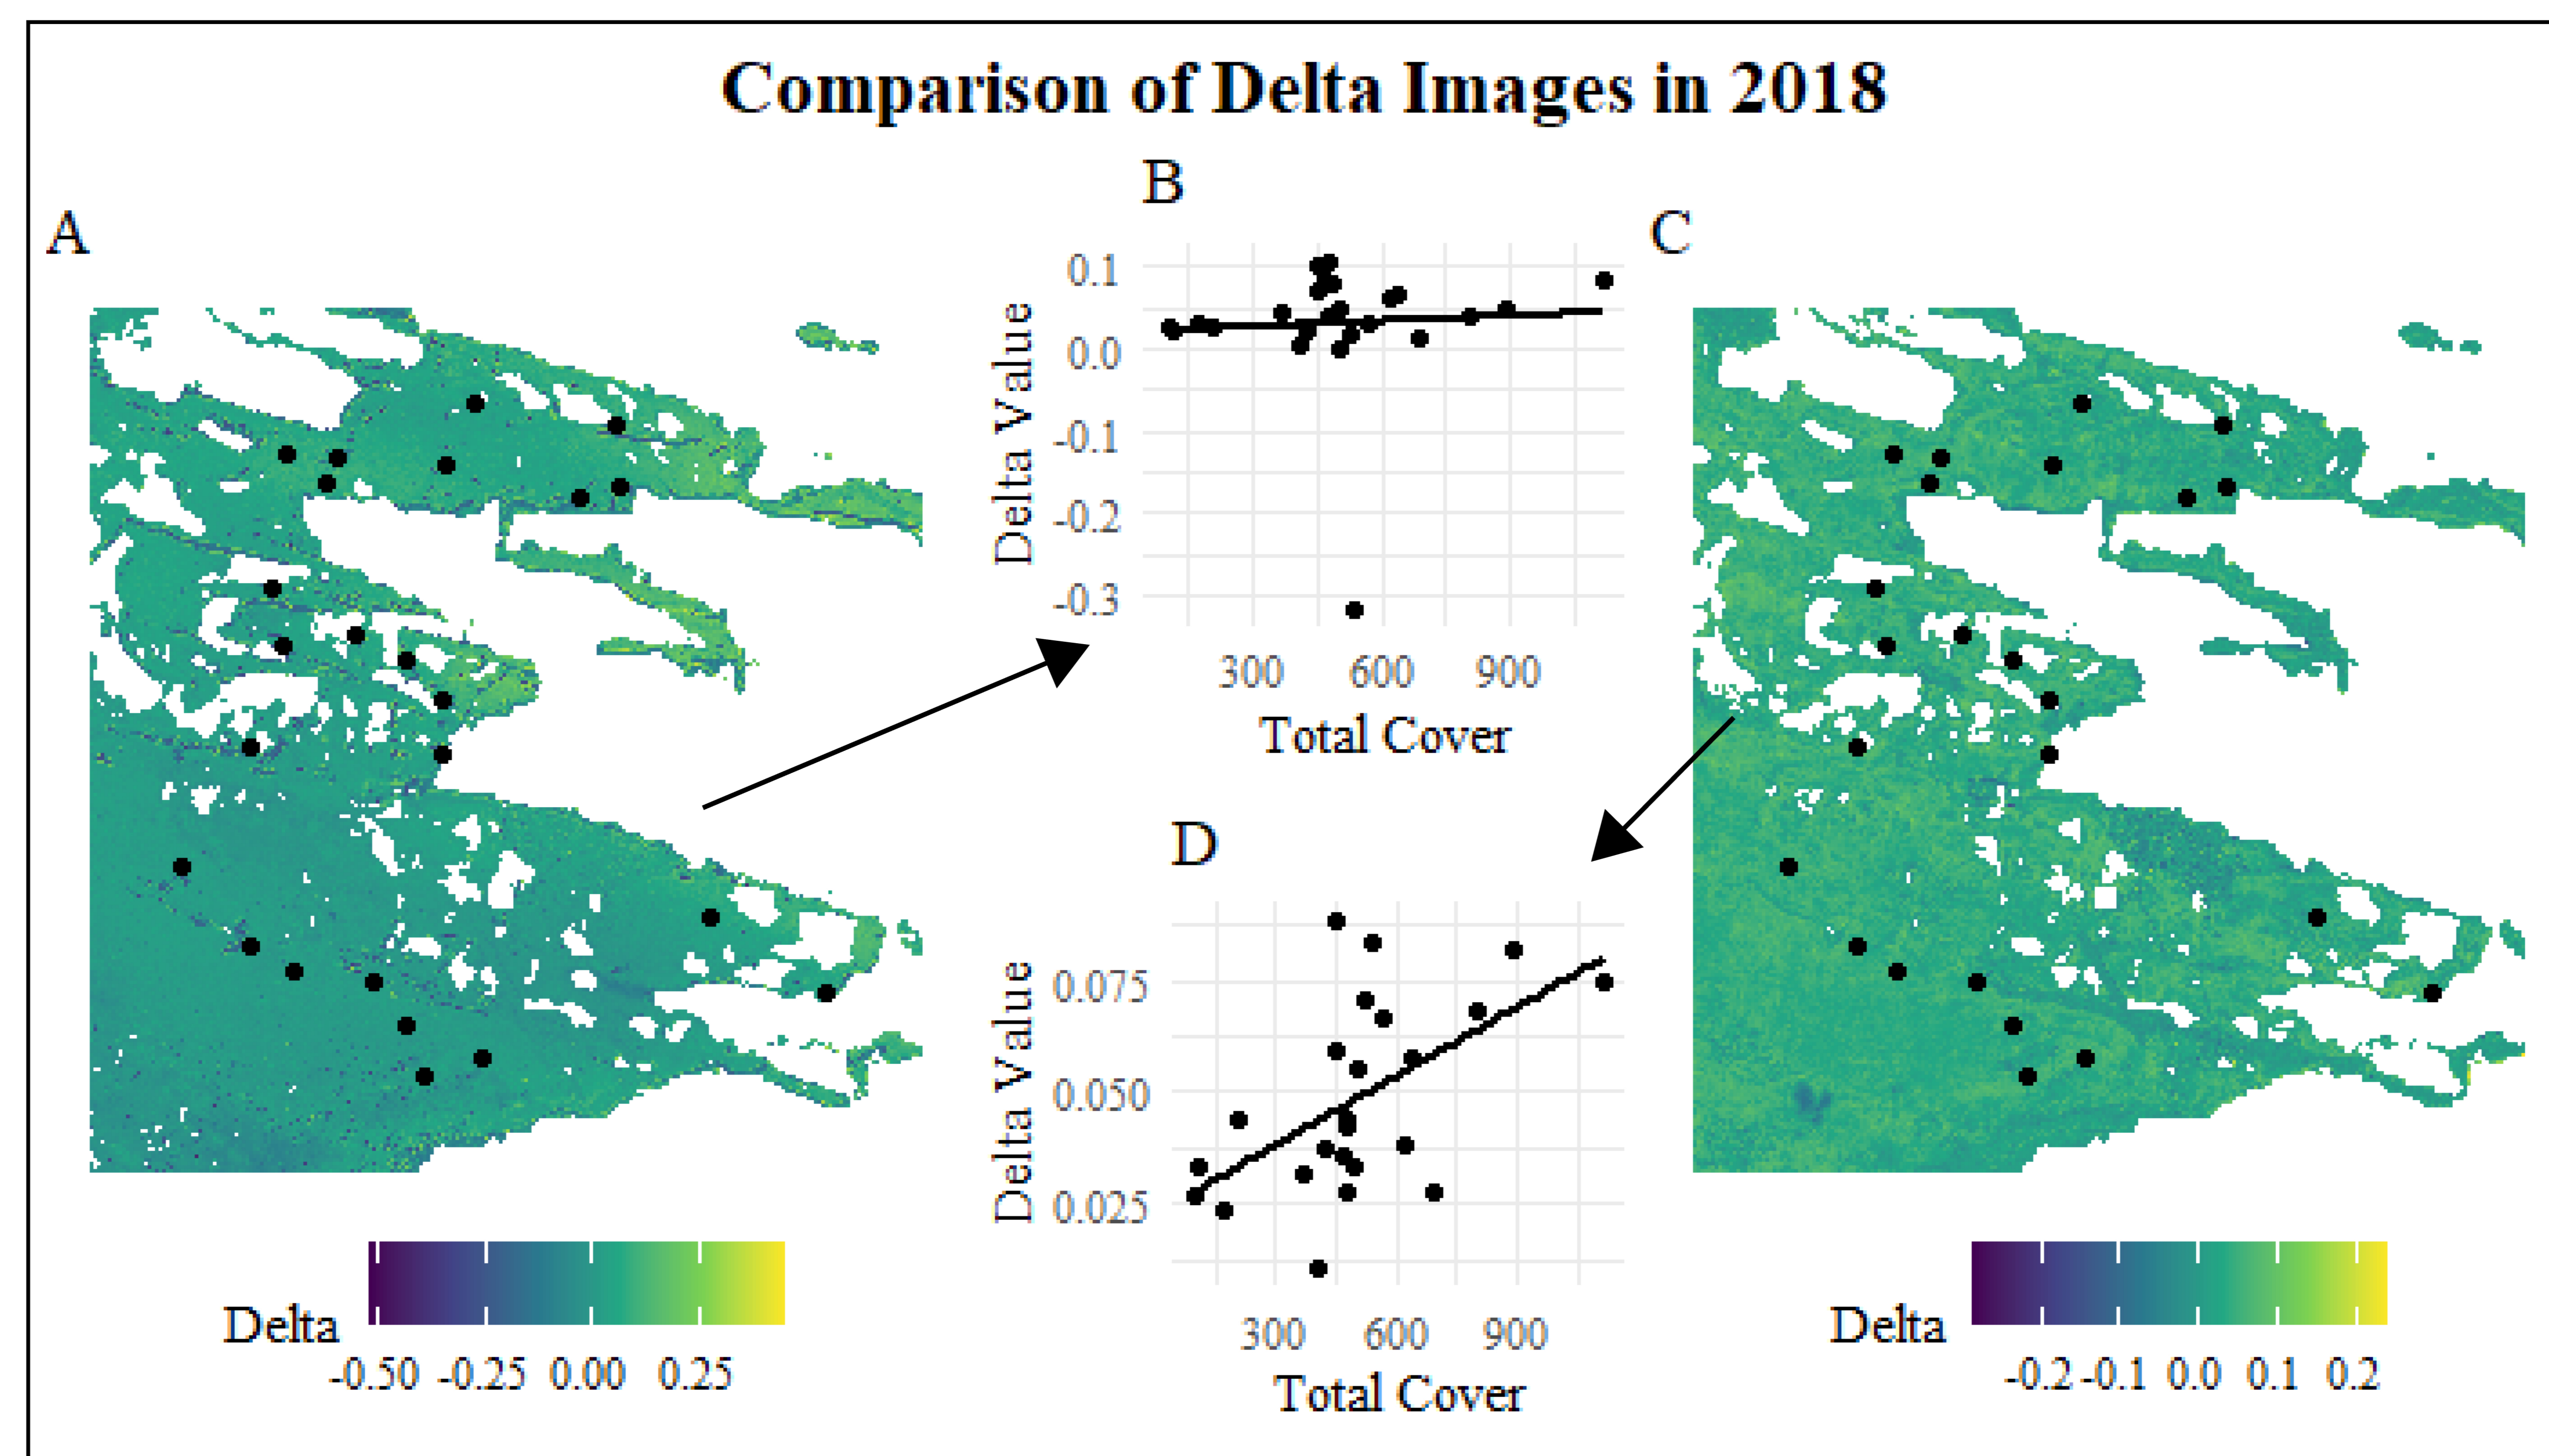 Comparison of Delta Images in 2018
A
B
C
0.1
0.0
-0.1
-0.2
-0.3
Delta Value
300 600 900
Total Cover
D
0.075
0.050
0.025
Delta Value
300 600 900
Total Cover
Delta
-0.50 -0.25 0.00 0.25
Delta
-0.2 -0.1 0.0 0.1 0.2